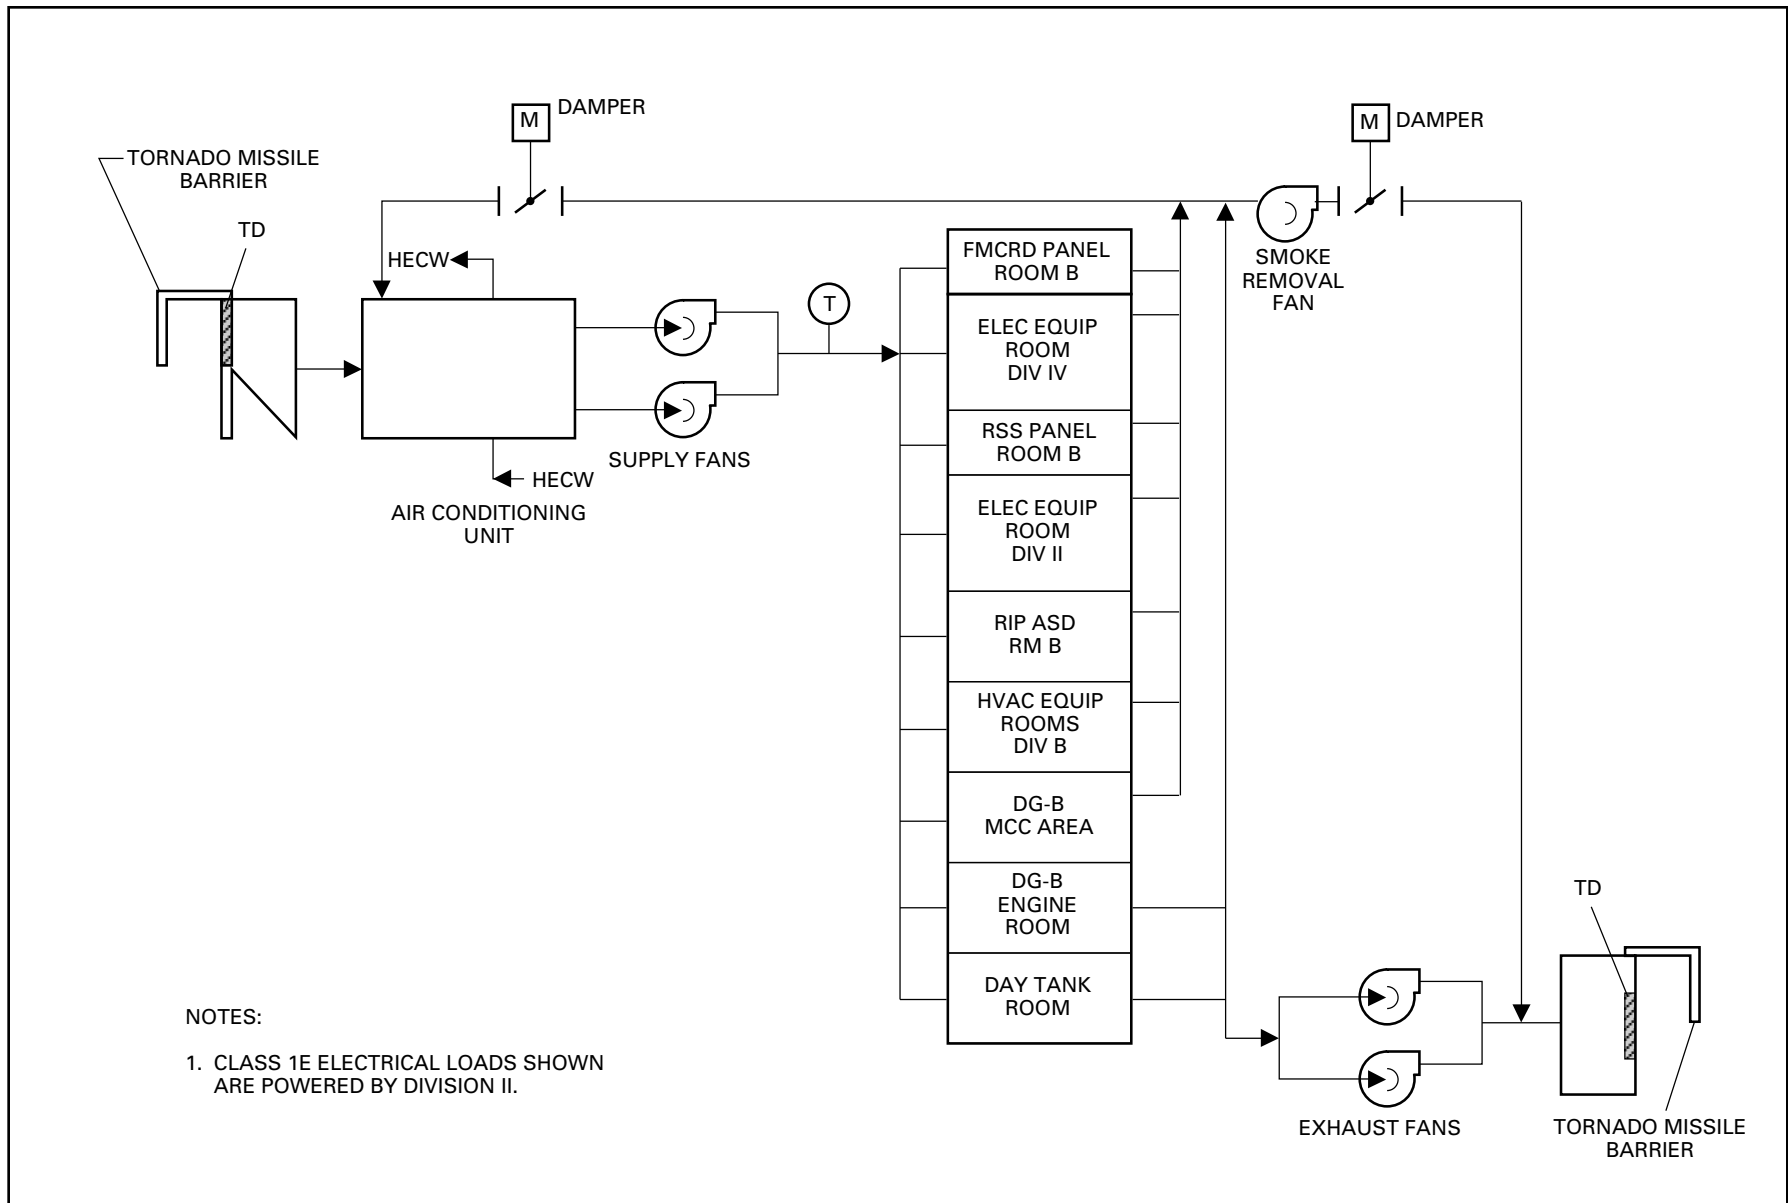 M
DAMPER
M
DAMPER
TORNADO MISSILE
BARRIER
TD
HECW
T
HECW
AIR CONDITIONING
UNIT
SUPPLY FANS
FMCRD PANEL
ROOM B
ELEC EQUIP
ROOM
DIV IV
RSS PANEL
ROOM B
ELEC EQUIP
ROOM
DIV II
RIP ASD
RM B
HVAC EQUIP
ROOMS
DIV B
DG-B
MCC AREA
DG-B
ENGINE
ROOM
DAY TANK
ROOM
SMOKE
REMOVAL
FAN
TD
EXHAUST FANS
TORNADO MISSILE
BARRIER
NOTES:
1. CLASS 1E ELECTRICAL LOADS SHOWN
ARE POWERED BY DIVISION II.